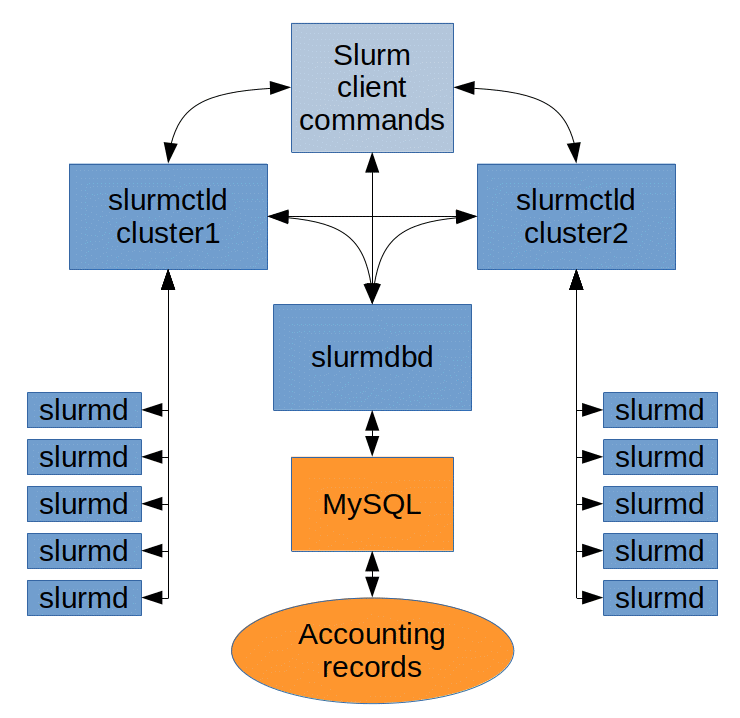 Slurm
client
commands
slurmctld
cluster1
slurmctld
cluster2
slurmdbd
slurmd
slurmd
slurmd
slurmd
slurmd
MySQL
slurmd
slurmd
slurmd
slurmd
slurmd
Accounting
records